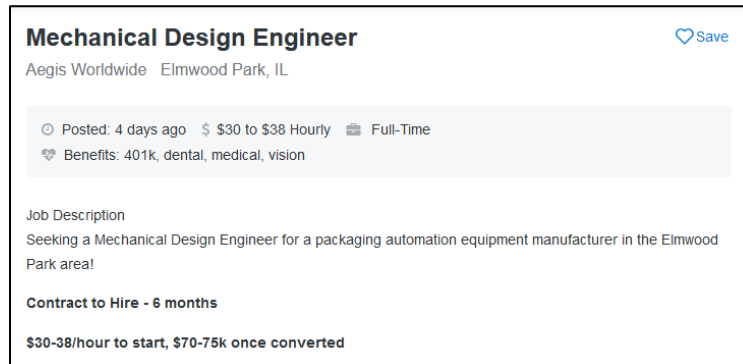 Mechanical Design Engineer
Save
Aegis Worldwide Elmwood Park, IL
Posted: 4 days ago $ $30 to $38 Hourly Full-Time
Benefits: 401k, dental, medical, vision
Job Description
Seeking a Mechanical Design Engineer for a packaging automation equipment manufacturer in the Elmwood
Park area!
Contract to Hire - 6 months
$30-38/hour to start, $70-75k once converted